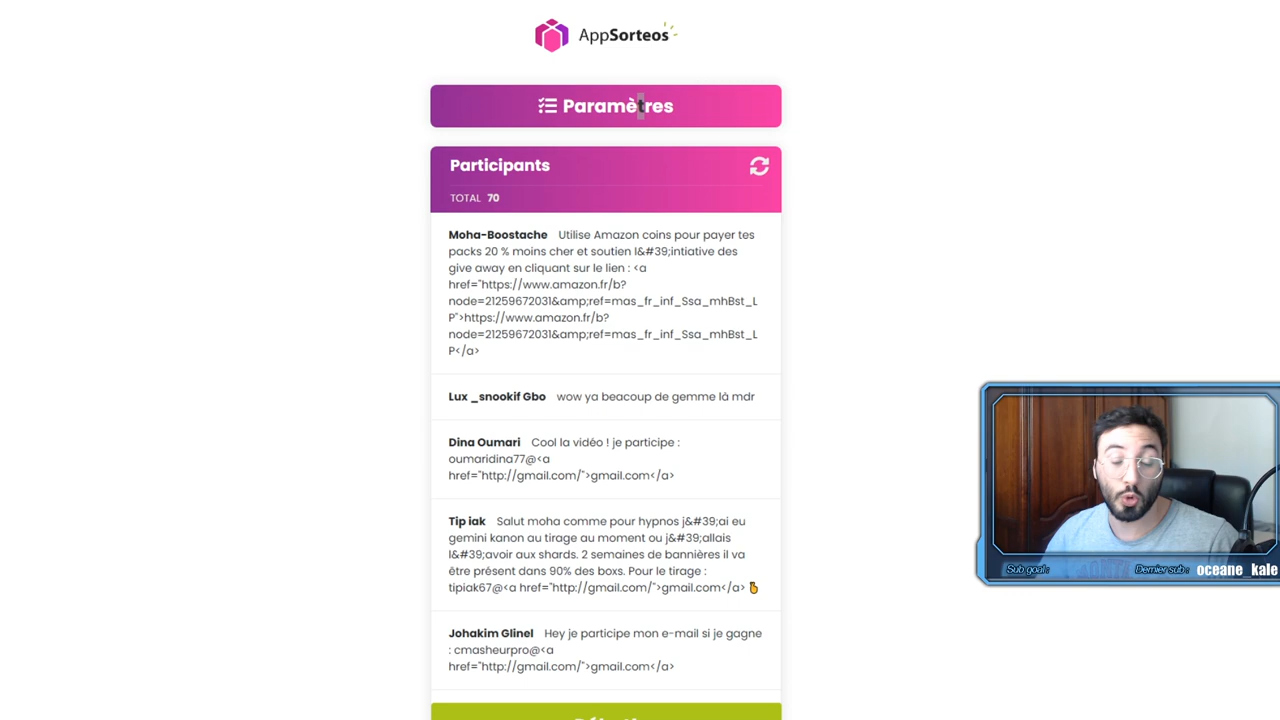 AppSorteos
Paramètres
Participants
TOTAL 70
Moha-Boostache Utilise Amazon coins pour payer tes
packs 20 % moins cher et soutien l&#39;intiative des
give away en cliquant sur le lien : <a
href="https://www.amazon.fr/b?
node=21259672031&amp;ref=mas_fr_inf_Ssa_mhBst_L
P">https://www.amazon.fr/b?
node=21259672031&amp;ref=mas_fr_inf_Ssa_mhBst_L
P</a>
Lux _snookif Gbo wow ya beacoup de gemme là mdr
Dina Oumari Cool la vidéo ! je participe :
oumaridina77@<a
href="http://gmail.com/">gmail.com</a>
Tip iak Salut moha comme pour hypnos j&#39;ai eu
gemini kanon au tirage au moment ou j&#39;allais
l&#39;avoir aux shards. 2 semaines de bannières il va
être présent dans 90% des boxs. Pour le tirage :
tipiak67@<a href="http://gmail.com/">gmail.com</a>
Johakim Glinel Hey je participe mon e-mail si je gagne
: cmasheurpro@<a
href="http://gmail.com/">gmail.com</a>
Sub goal :
Dernier sub : oceane_kale